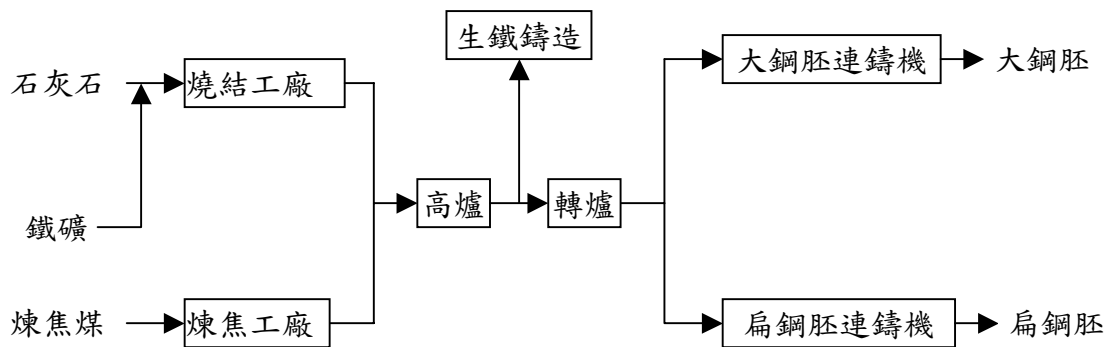 生鐵鑄造
大鋼胚連鑄機
大鋼胚
石灰石
燒結工廠
高爐
轉爐
鐵礦
煉焦煤
煉焦工廠
扁鋼胚連鑄機
扁鋼胚